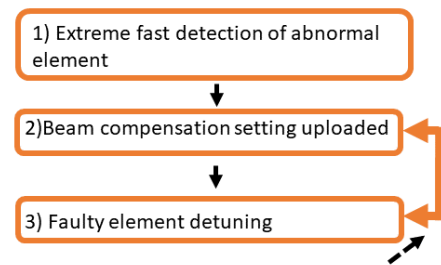 1) Extreme fast detection of abnormal
element
2)Beam compensation setting uploaded
3) Faulty element detuning